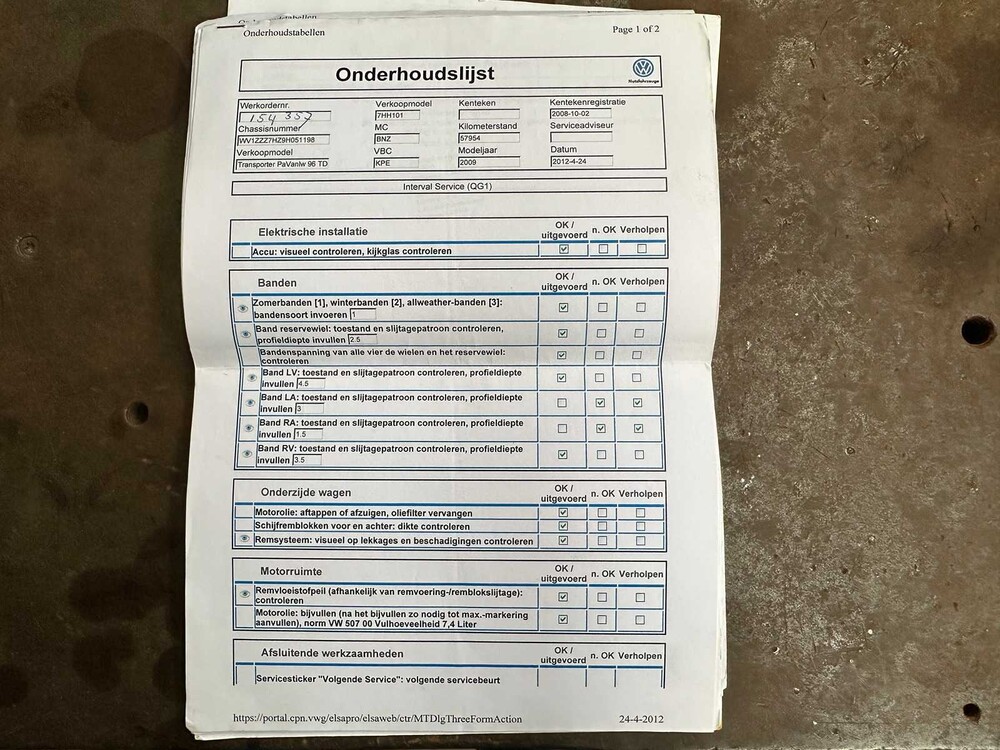 Onderhoudstabellen
Page 1 of 2
Onderhoudslijst
Nutzfahrzeuge
Werkordernr.
154 357
Verkoopmodel
7HH101
Kenteken
Kentekenregistratie
2008-10-02
Chassisnummer
WV1ZZZ7HZ9H051198
MC
BNZ
Kilometerstand
57954
Serviceadviseur
Verkoopmodel
Transporter PaVanlw 96 TD
VBC
KPE
Modeljaar
2009
Datum
2012-4-24
Interval Service (QG1)
Elektrische installatie
OK / uitgevoerd n. OK Verholpen
Accu: visueel controleren, kijkglas controleren
Banden
OK / uitgevoerd n. OK Verholpen
Zomerbanden [1], winterbanden [2], allweather-banden [3]:
bandensoort invoeren 1
Band reservewiel: toestand en slijtagepatroon controleren,
profieldiepte invullen 2.5
Bandenspanning van alle vier de wielen en het reservewiel:
controleren
Band LV: toestand en slijtagepatroon controleren, profieldiepte
invullen 4.5
Band LA: toestand en slijtagepatroon controleren, profieldiepte
invullen 3
Band RA: toestand en slijtagepatroon controleren, profieldiepte
invullen 1.5
Band RV: toestand en slijtagepatroon controleren, profieldiepte
invullen 3.5
Onderzijde wagen
OK / uitgevoerd n. OK Verholpen
Motorolie: aftappen of afzuigen, oliefilter vervangen
Schijfremblokken voor en achter: dikte controleren
Remsysteem: visueel op lekkages en beschadigingen controleren
Motorruimte
OK / uitgevoerd n. OK Verholpen
Remvloeistofpeil (afhankelijk van remvoering-/remblokslijtage):
controleren
Motorolie: bijvullen (na het bijvullen zo nodig tot max.-markering
aanvullen), norm VW 507 00 Vulhoeveelheid 7,4 Liter
Afsluitende werkzaamheden
OK / uitgevoerd n. OK Verholpen
Servicesticker "Volgende Service": volgende servicebeurt
https://portal.cpn.vwg/elsapro/elsaweb/ctr/MTDlgThreeFormAction
24-4-2012